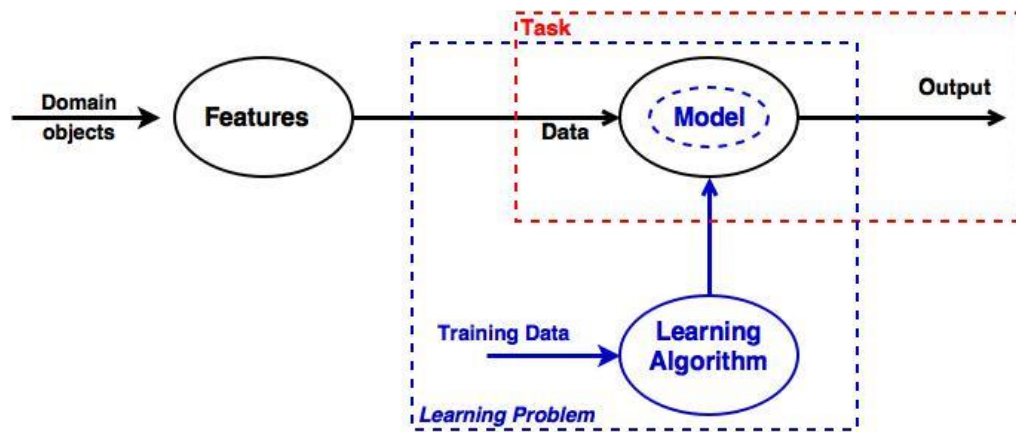 Task
Domain
objects
Features
Data
Model
Output
Training Data
Learning
Algorithm
Learning Problem